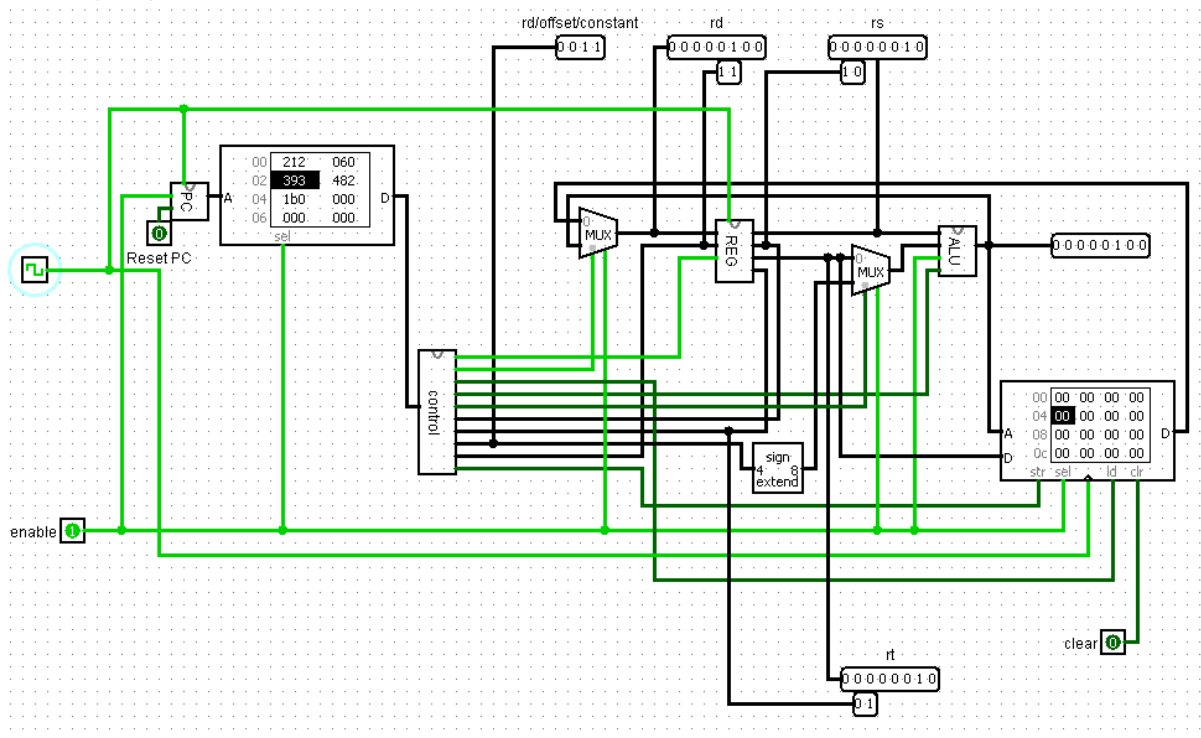 rd/offset/constant rd rs
0011 00000100 00000010
11 10
00 212 060
02 393 482
04 1b0 000
06 000 000
A D
sel
PC
0
Reset PC
0
MUX
REG
0
MUX
ALU
00000100
control
sign
4 8
extend
00 00 00 00 00
04 00 00 00 00
08 00 00 00 00
0c 00 00 00 00
A D
D
str sel ld clr
enable 1
clear 0
rt
00000010
01